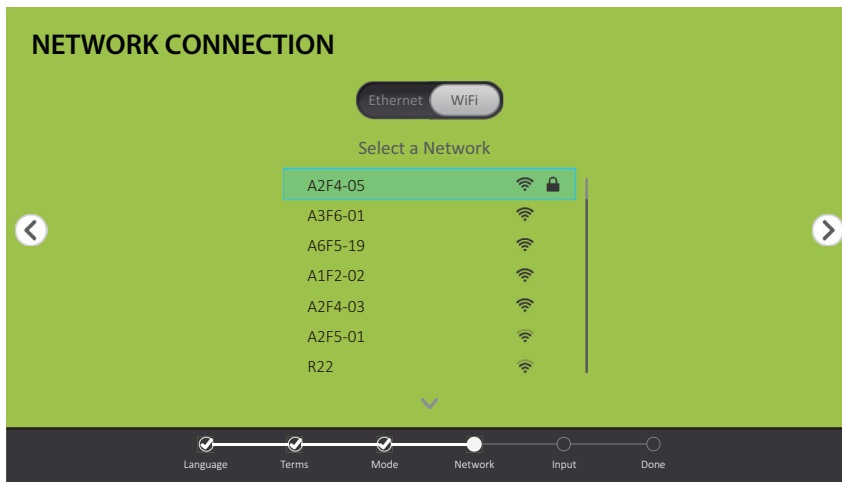 NETWORK CONNECTION
Ethernet WiFi
Select a Network
A2F4-05
A3F6-01
A6F5-19
A1F2-02
A2F4-03
A2F5-01
R22
Language Terms Mode Network Input Done